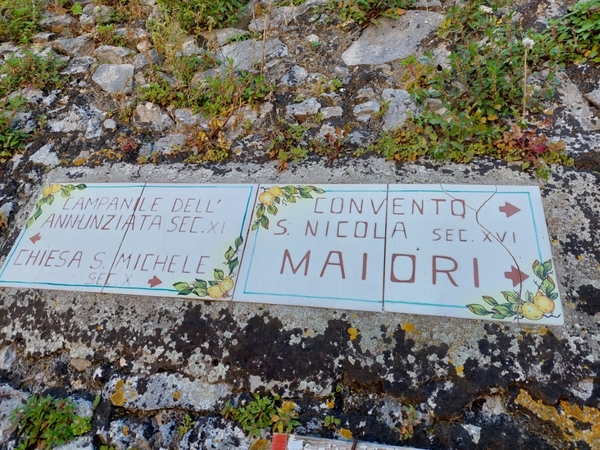 CAMPANILE DELL'
ANNUNZIATA SEC. XI
CHIESA S. MICHELE
SEC X
CONVENTO
S. NICOLA SEC. XVI
MAIORI